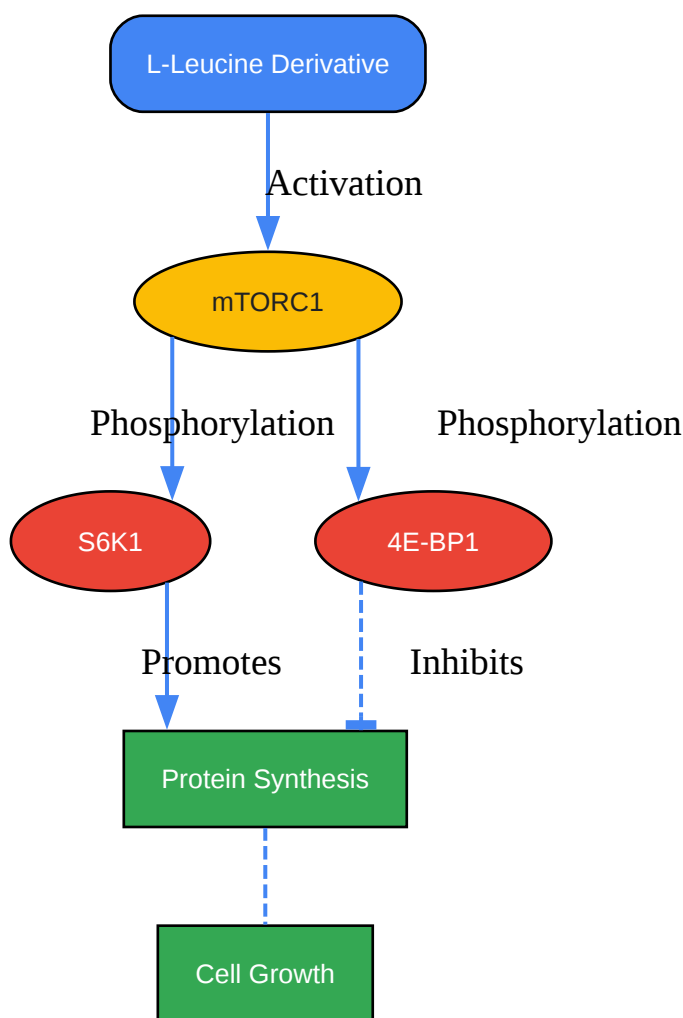 L-Leucine Derivative
Activation
mTORC1
Phosphorylation
Phosphorylation
S6K1
4E-BP1
Promotes
Inhibits
Protein Synthesis
Cell Growth